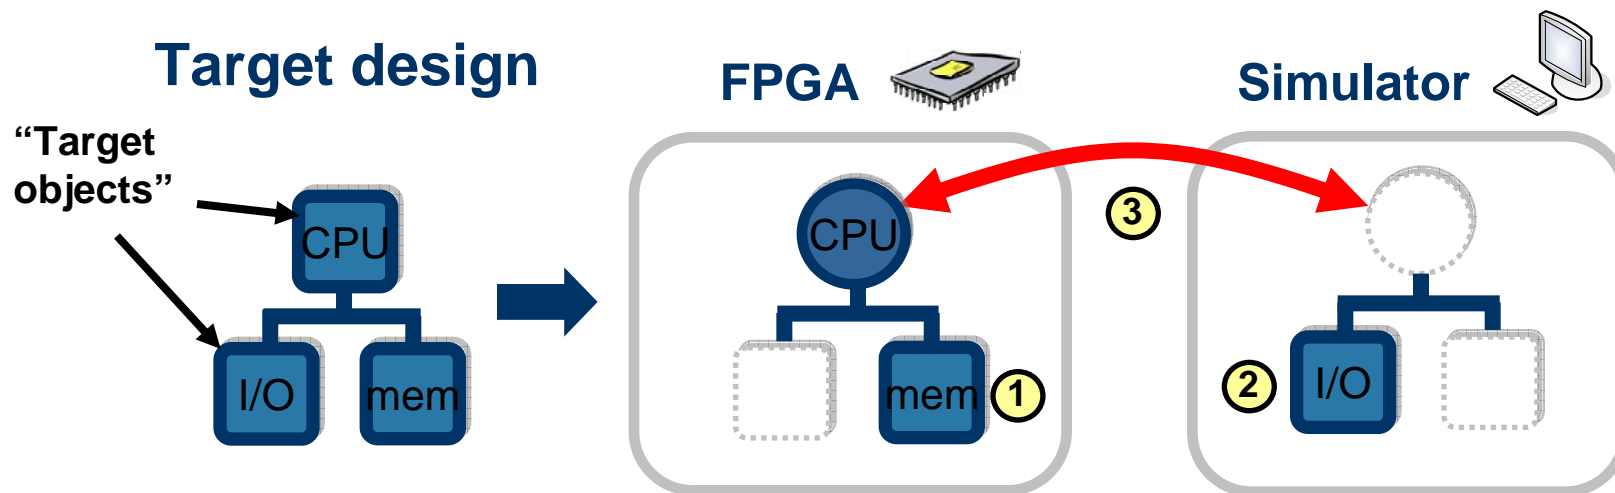 Target design
FPGA
Simulator
“Target
objects”
CPU
I/O
mem
CPU
mem
1
3
2
I/O